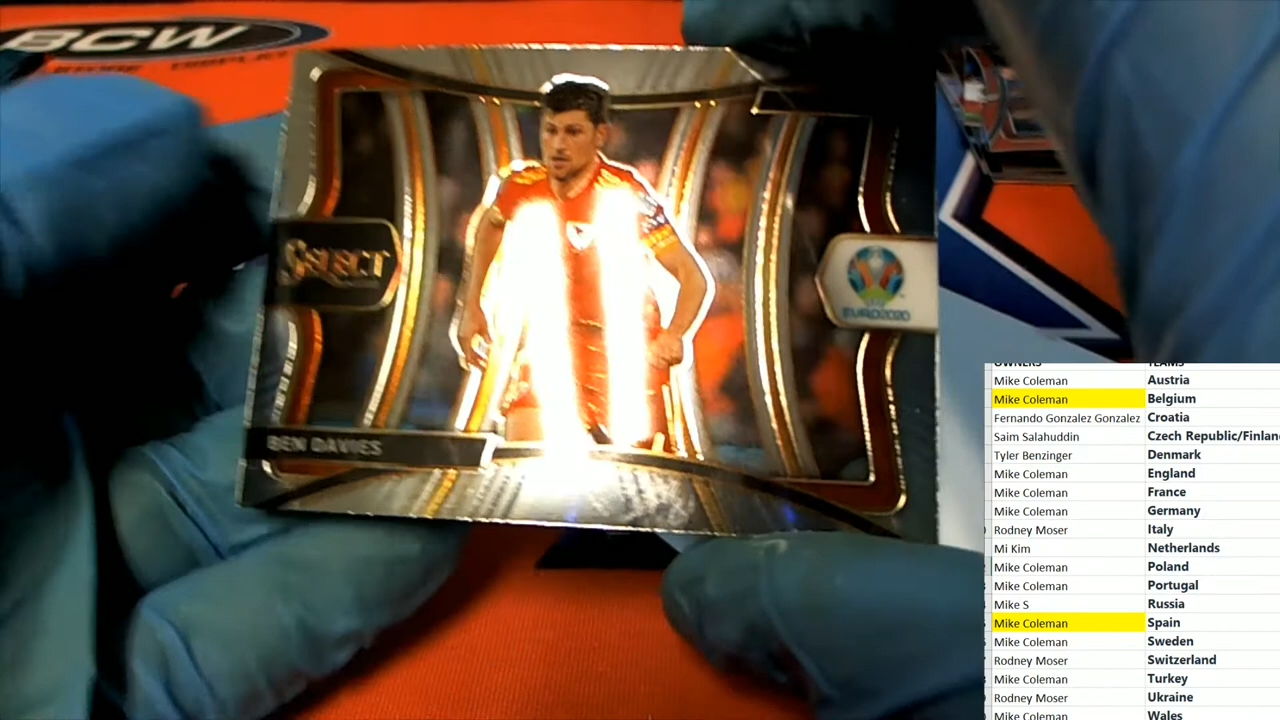 BCW
SELECT
UEFA
EURO2020
BEN DAVIES
OWNERS TEAMS
Mike Coleman Austria
Mike Coleman Belgium
Fernando Gonzalez Gonzalez Croatia
Saim Salahuddin Czech Republic/Finlan
Tyler Benzinger Denmark
Mike Coleman England
Mike Coleman France
Mike Coleman Germany
Rodney Moser Italy
Mi Kim Netherlands
Mike Coleman Poland
Mike Coleman Portugal
Mike S Russia
Mike Coleman Spain
Mike Coleman Sweden
Rodney Moser Switzerland
Mike Coleman Turkey
Rodney Moser Ukraine
Mike Coleman Wales